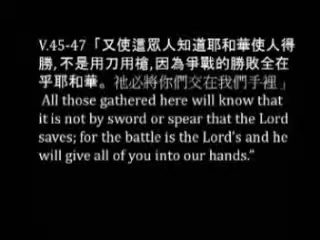 V.45-47「又使這眾人知道耶和華使人得
勝, 不是用刀用槍, 因為爭戰的勝敗全在
乎耶和華。祂必將你們交在我們手裡」
All those gathered here will know that
it is not by sword or spear that the Lord
saves; for the battle is the Lord’s and he
will give all of you into our hands.”